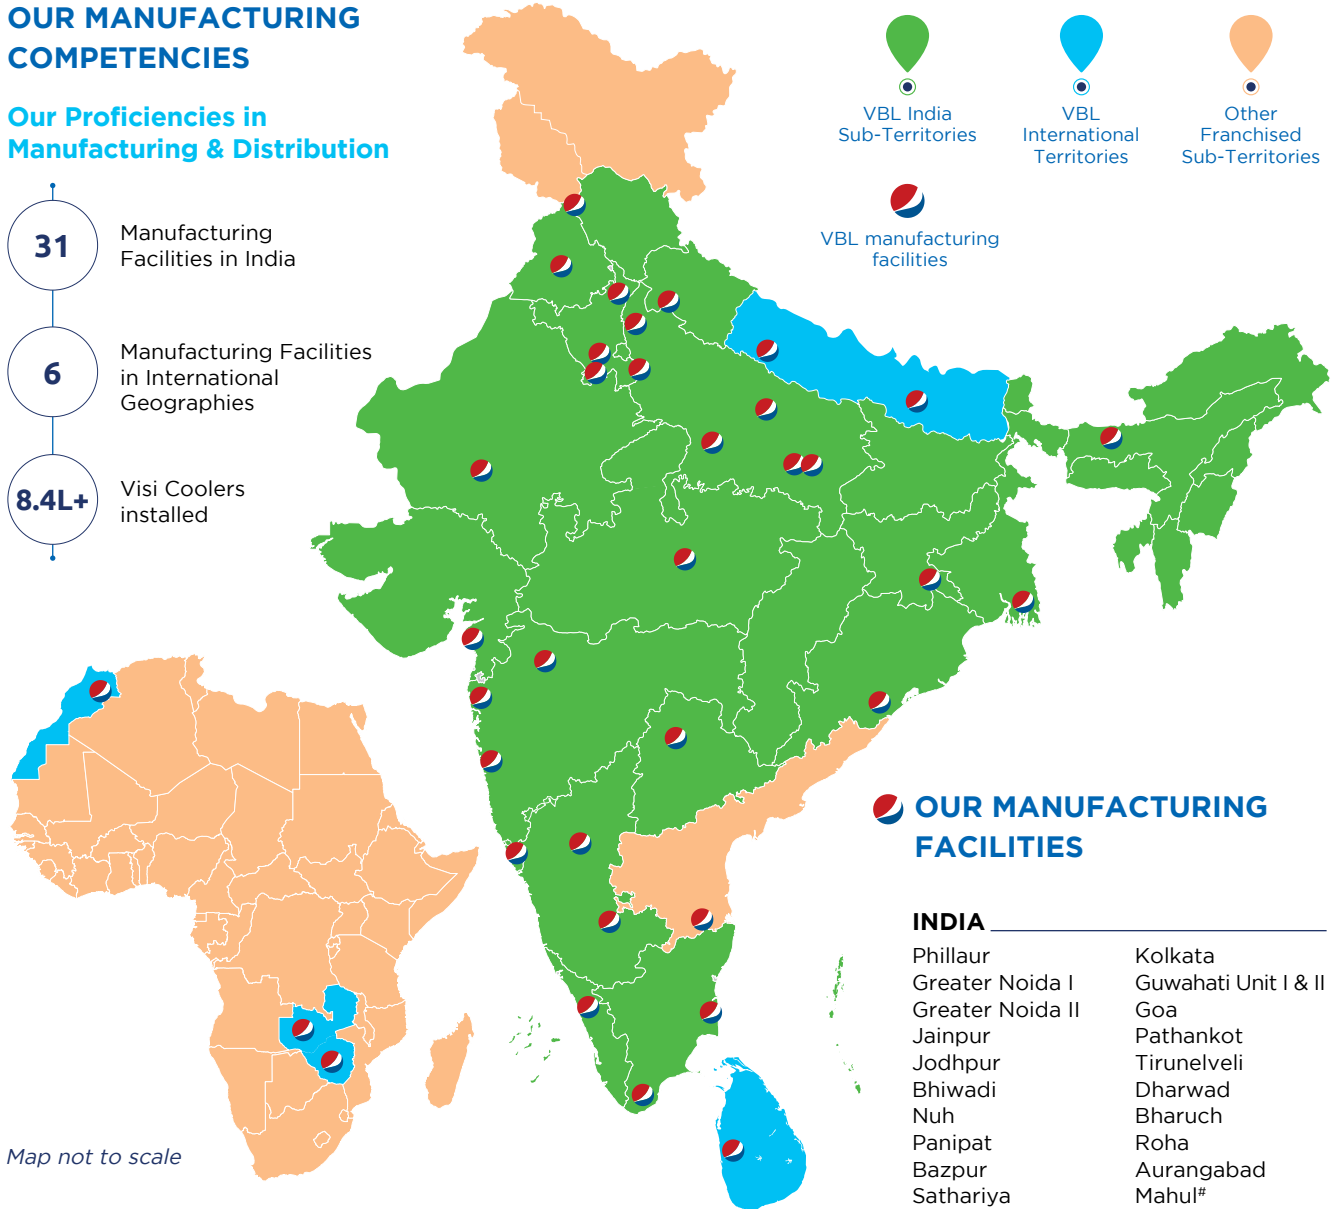 OUR MANUFACTURING
COMPETENCIES
Our Proficiencies in
Manufacturing & Distribution
31
Manufacturing
Facilities in India
6
Manufacturing Facilities
in International
Geographies
8.4L+
Visi Coolers
installed
VBL India
Sub-Territories
VBL
International
Territories
Other
Franchised
Sub-Territories
VBL manufacturing
facilities
OUR MANUFACTURING
FACILITIES
INDIA
Phillaur
Greater Noida I
Greater Noida II
Jainpur
Jodhpur
Bhiwadi
Nuh
Panipat
Bazpur
Sathariya
Kolkata
Guwahati Unit I & II
Goa
Pathankot
Tirunelveli
Dharwad
Bharuch
Roha
Aurangabad
Mahul#
Map not to scale